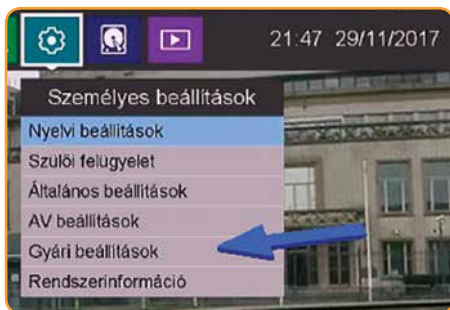 21:47 29/11/2017
Személyes beállítások
Nyelvi beállítások
Szülői felügyelet
Általános beállítások
AV beállítások
Gyári beállítások
Rendszerinformáció